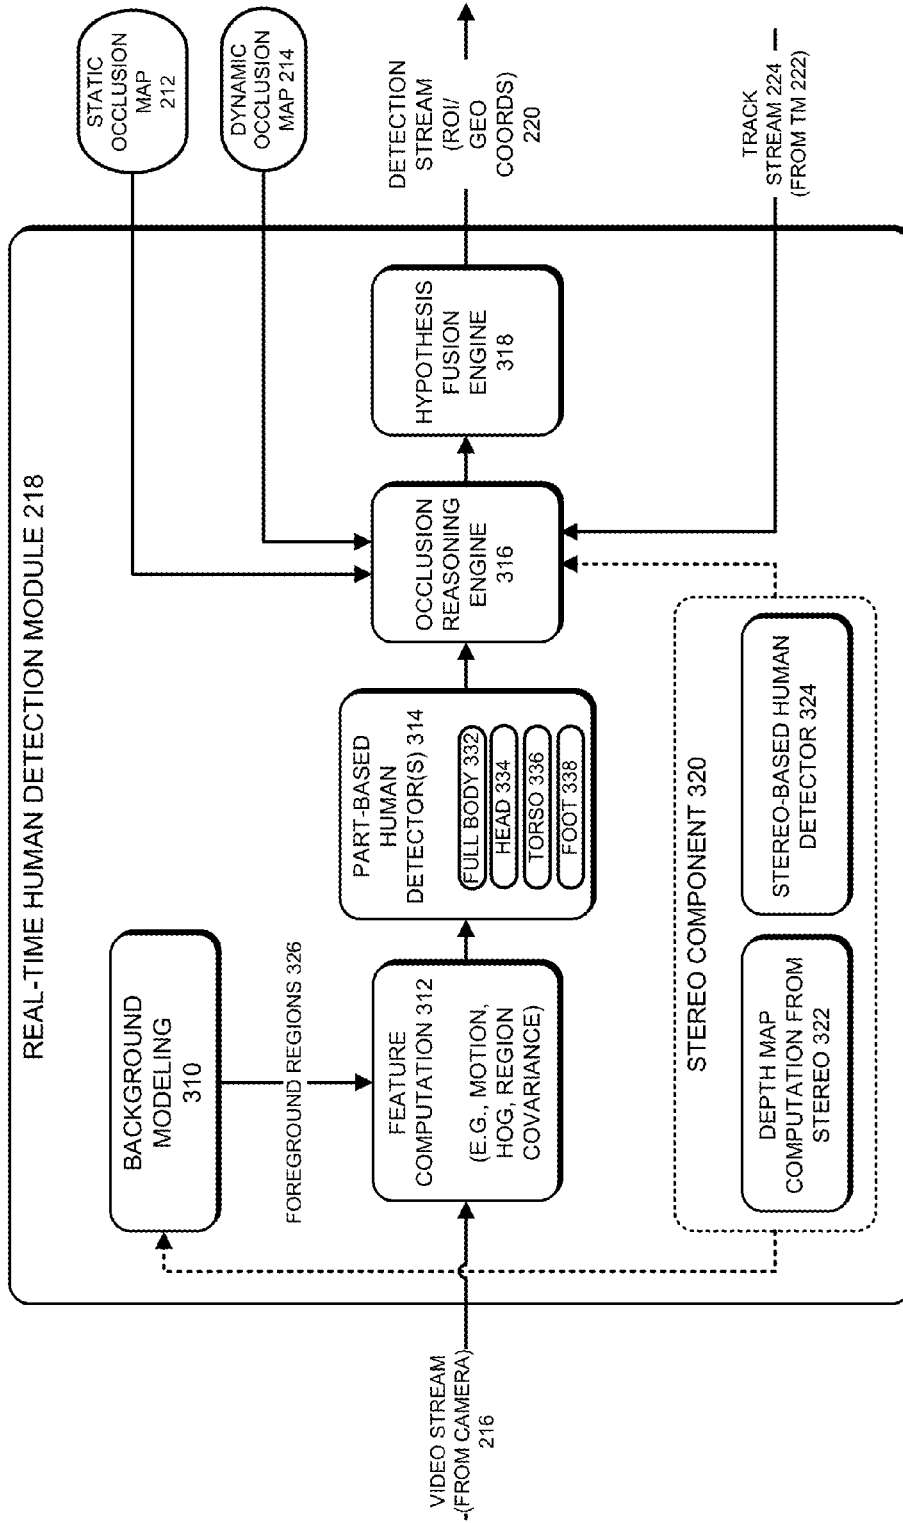 REAL-TIME HUMAN DETECTION MODULE 218
STATIC
OCCLUSION
MAP
212
DYNAMIC
OCCLUSION
MAP 214
BACKGROUND
MODELING
310
FOREGROUND REGIONS 326
VIDEO STREAM
(FROM CAMERA)
216
FEATURE
COMPUTATION 312
(E.G., MOTION,
HOG, REGION
COVARIANCE)
PART-BASED
HUMAN
DETECTOR(S) 314
FULL BODY 332
HEAD 334
TORSO 336
FOOT 338
OCCLUSION
REASONING
ENGINE
316
HYPOTHESIS
FUSION
ENGINE
318
DETECTION
STREAM
(ROI/
GEO
COORDS)
220
STEREO COMPONENT 320
DEPTH MAP
COMPUTATION FROM
STEREO 322
STEREO-BASED HUMAN
DETECTOR 324
TRACK
STREAM 224
(FROM TM 222)